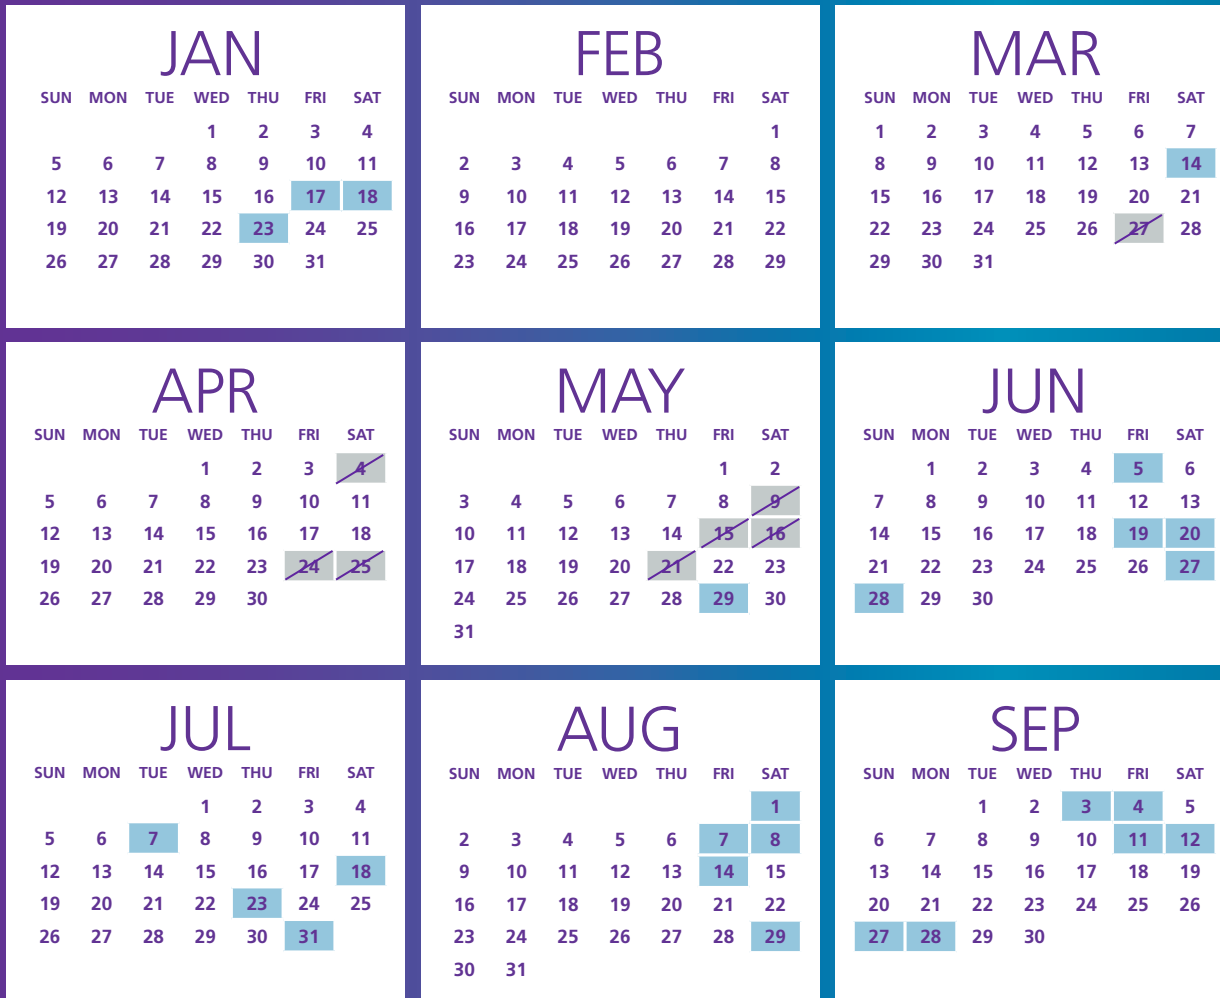 JAN
SUN MON TUE WED THU FRI SAT
1 2 3 4
5 6 7 8 9 10 11
12 13 14 15 16 17 18
19 20 21 22 23 24 25
26 27 28 29 30 31
FEB
SUN MON TUE WED THU FRI SAT
1
2 3 4 5 6 7 8
9 10 11 12 13 14 15
16 17 18 19 20 21 22
23 24 25 26 27 28 29
MAR
SUN MON TUE WED THU FRI SAT
1 2 3 4 5 6 7
8 9 10 11 12 13 14
15 16 17 18 19 20 21
22 23 24 25 26 27 28
29 30 31
APR
SUN MON TUE WED THU FRI SAT
1 2 3 4
5 6 7 8 9 10 11
12 13 14 15 16 17 18
19 20 21 22 23 24 25
26 27 28 29 30
MAY
SUN MON TUE WED THU FRI SAT
1 2
3 4 5 6 7 8 9
10 11 12 13 14 15 16
17 18 19 20 21 22 23
24 25 26 27 28 29 30
31
JUN
SUN MON TUE WED THU FRI SAT
1 2 3 4 5 6
7 8 9 10 11 12 13
14 15 16 17 18 19 20
21 22 23 24 25 26 27
28 29 30
JUL
SUN MON TUE WED THU FRI SAT
1 2 3 4
5 6 7 8 9 10 11
12 13 14 15 16 17 18
19 20 21 22 23 24 25
26 27 28 29 30 31
AUG
SUN MON TUE WED THU FRI SAT
1
2 3 4 5 6 7 8
9 10 11 12 13 14 15
16 17 18 19 20 21 22
23 24 25 26 27 28 29
30 31
SEP
SUN MON TUE WED THU FRI SAT
1 2 3 4 5
6 7 8 9 10 11 12
13 14 15 16 17 18 19
20 21 22 23 24 25 26
27 28 29 30